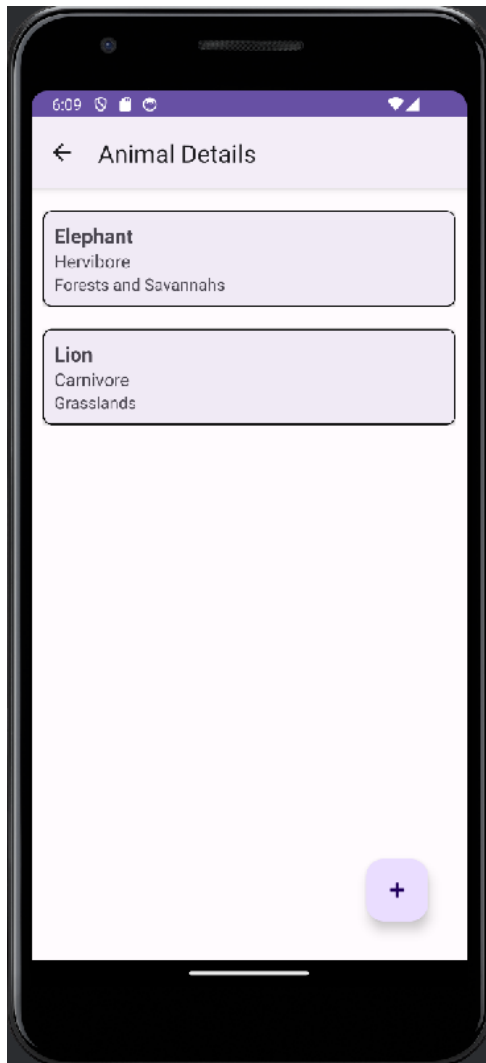 6:09
Animal Details
Elephant
Hervibore
Forests and Savannahs
Lion
Carnivore
Grasslands
+